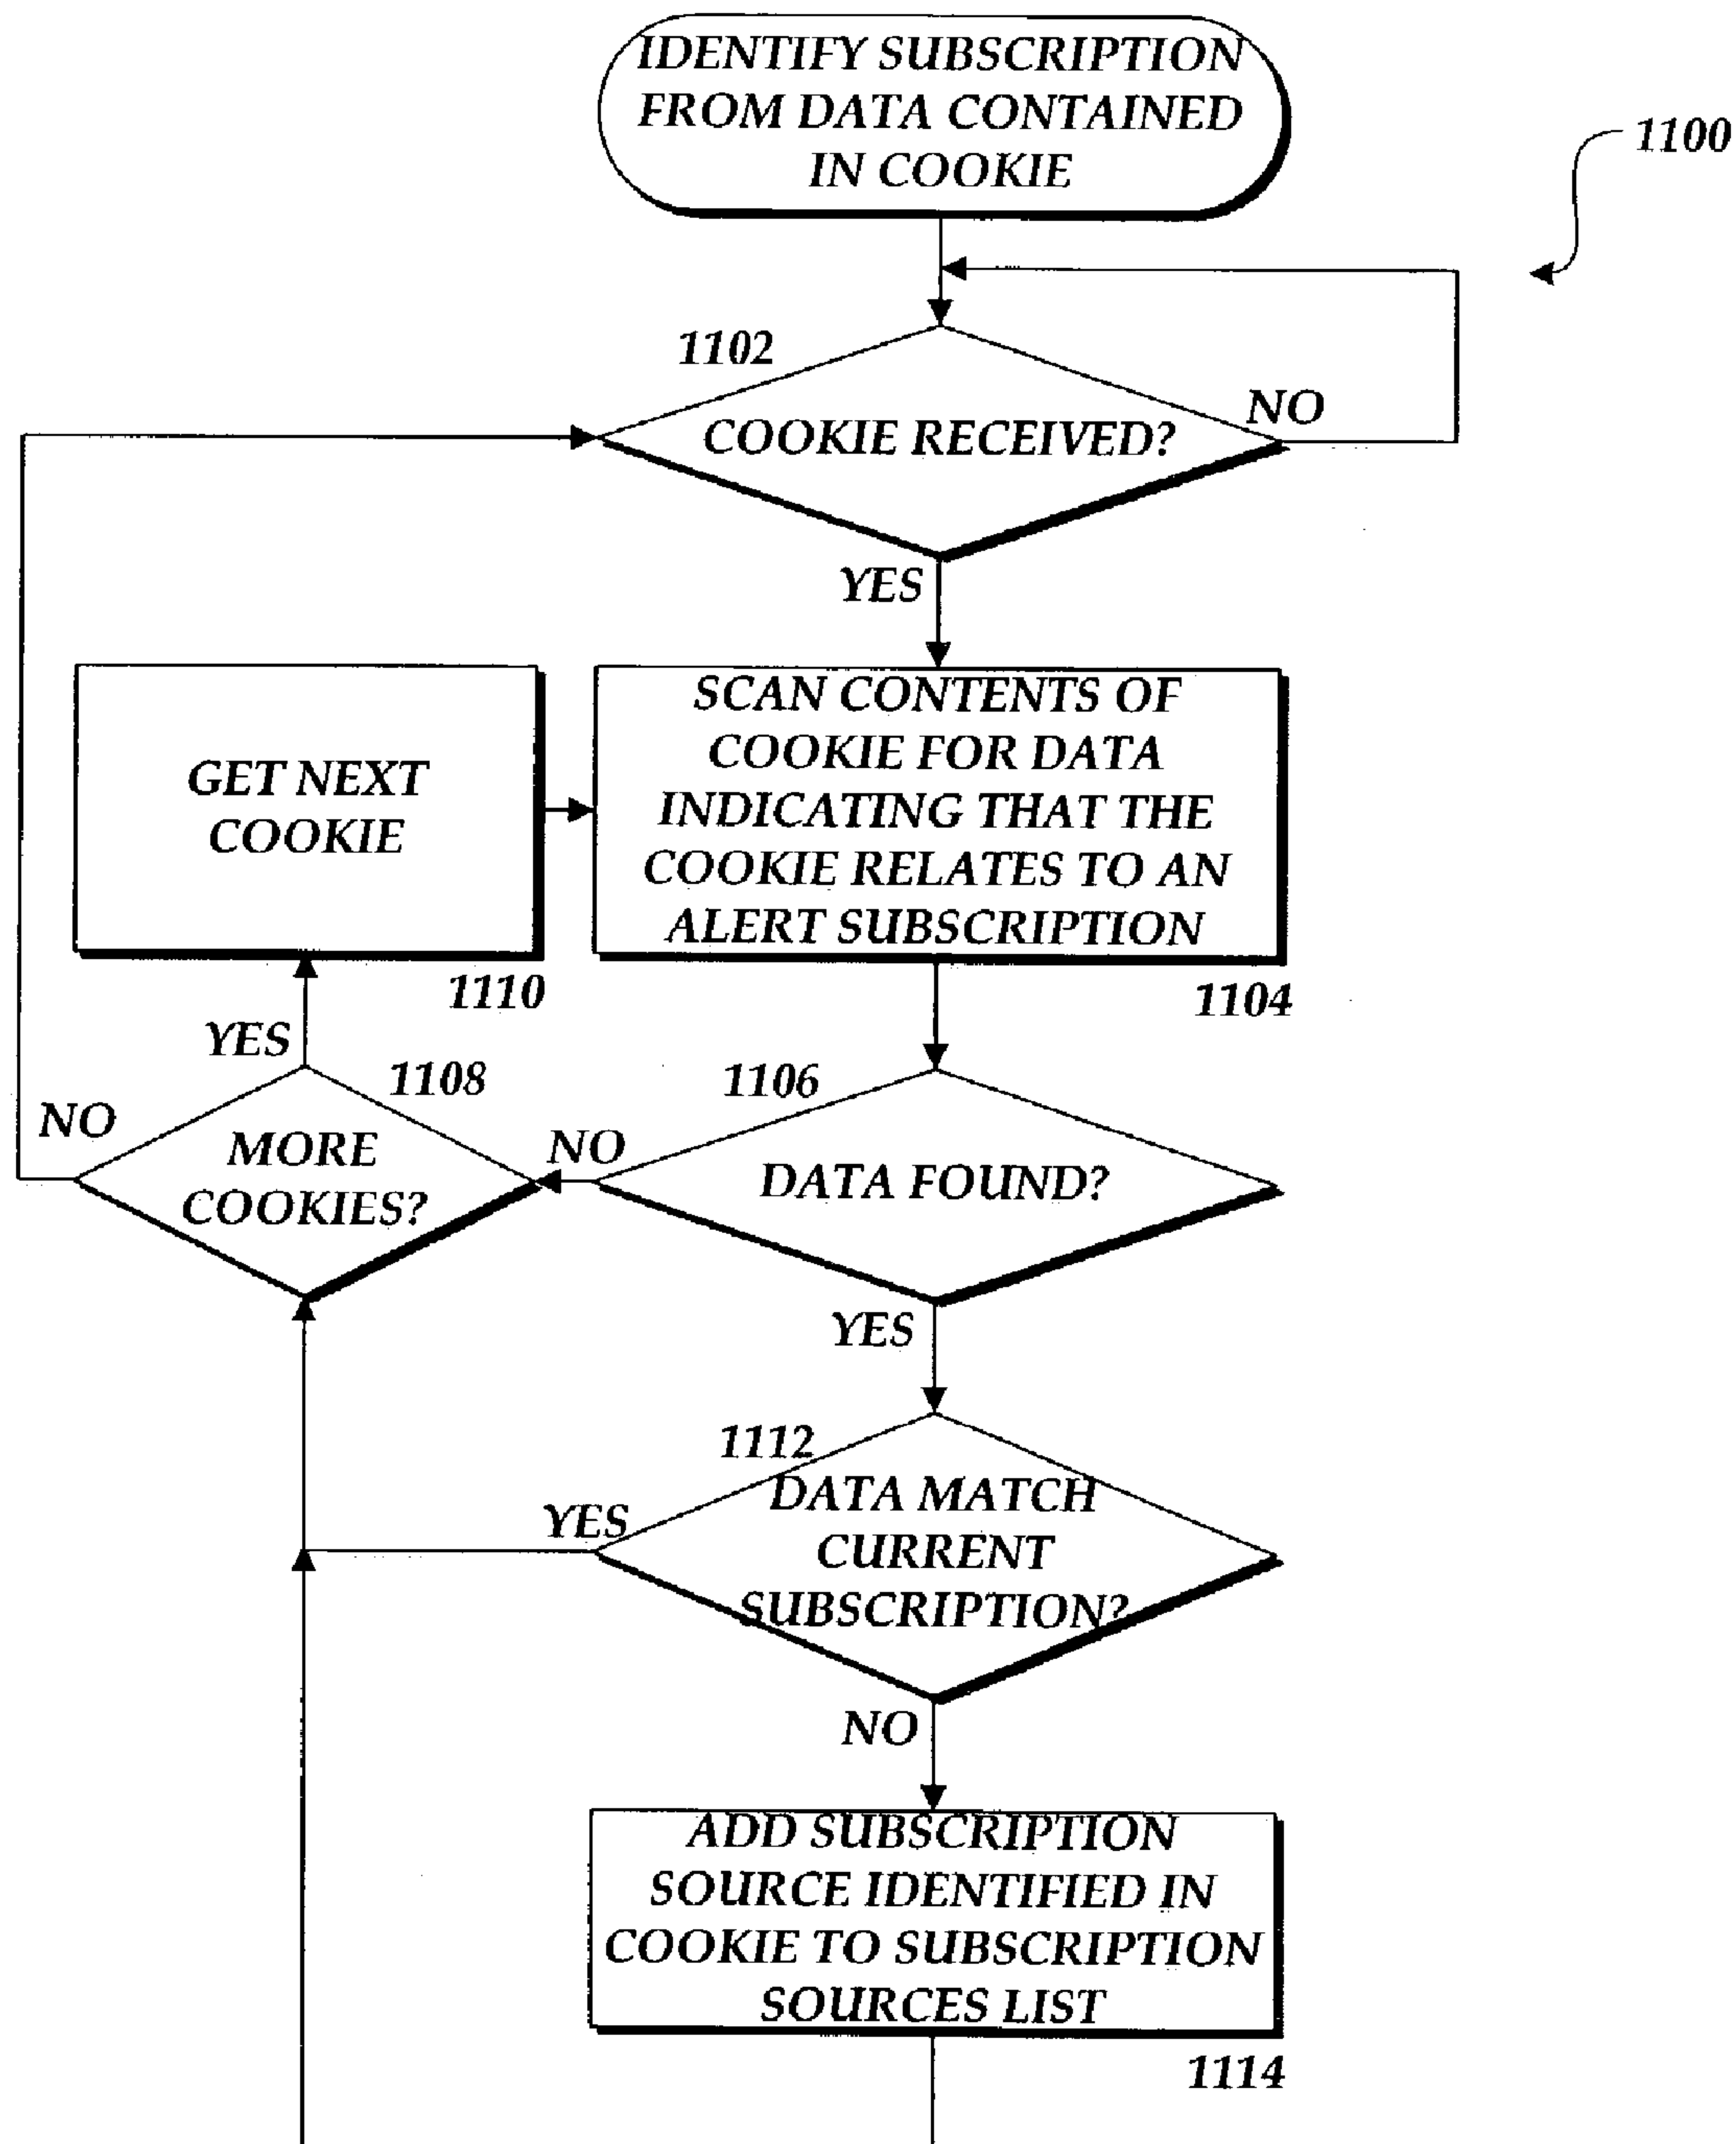 IDENTIFY SUBSCRIPTION
FROM DATA CONTAINED
IN COOKIE
1100
1102
NO
COOKIE RECEIVED?
YES
GET NEXT
COOKIE
1110
SCAN CONTENTS OF
COOKIE FOR DATA
INDICATING THAT THE
COOKIE RELATES TO AN
ALERT SUBSCRIPTION
1104
YES
1108
NO
MORE
COOKIES?
1106
NO
DATA FOUND?
YES
1112
YES
DATA MATCH
CURRENT
SUBSCRIPTION?
NO
ADD SUBSCRIPTION
SOURCE IDENTIFIED IN
COOKIE TO SUBSCRIPTION
SOURCES LIST
1114